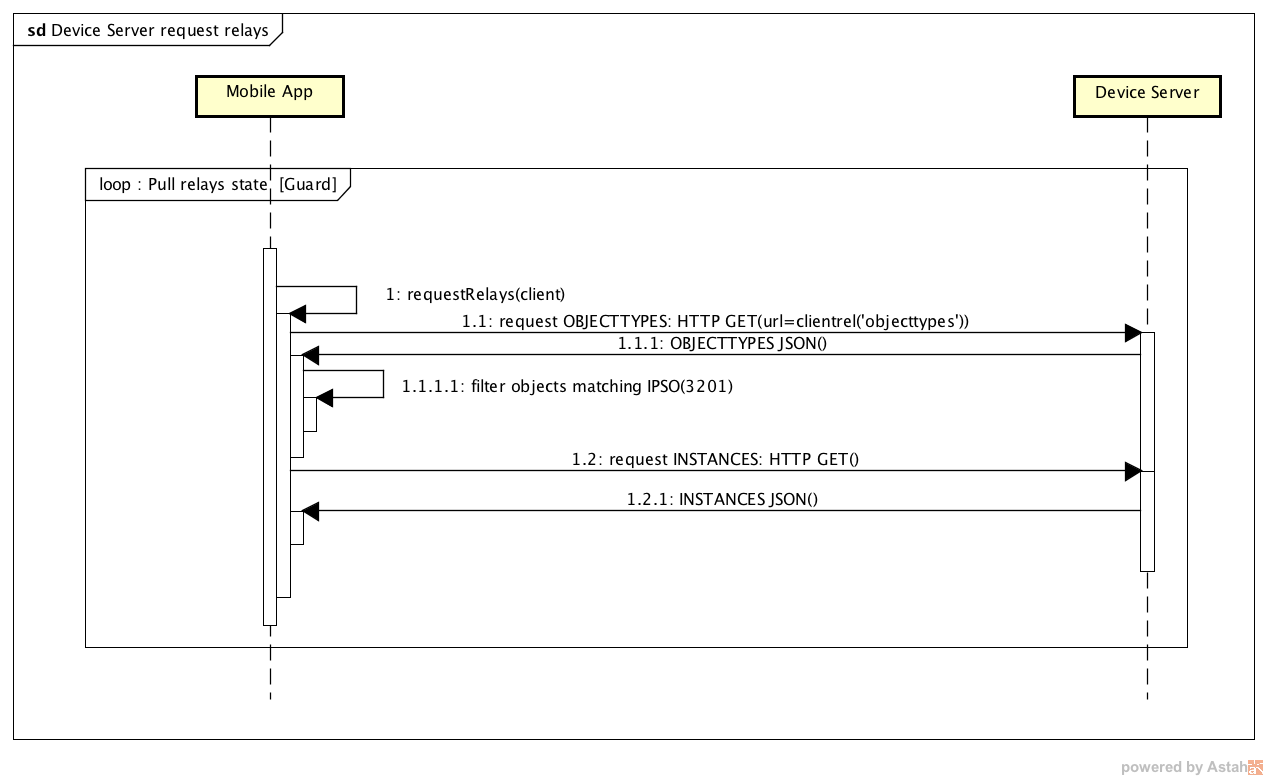 sd Device Server request relays
Mobile App
Device Server
loop : Pull relays state [Guard]
1: requestRelays(client)
1.1: request OBJECTTYPES: HTTP GET(url=clientrel('objecttypes'))
1.1.1: OBJECTTYPES JSON()
1.1.1.1: filter objects matching IPSO(3201)
1.2: request INSTANCES: HTTP GET()
1.2.1: INSTANCES JSON()
powered by Astah